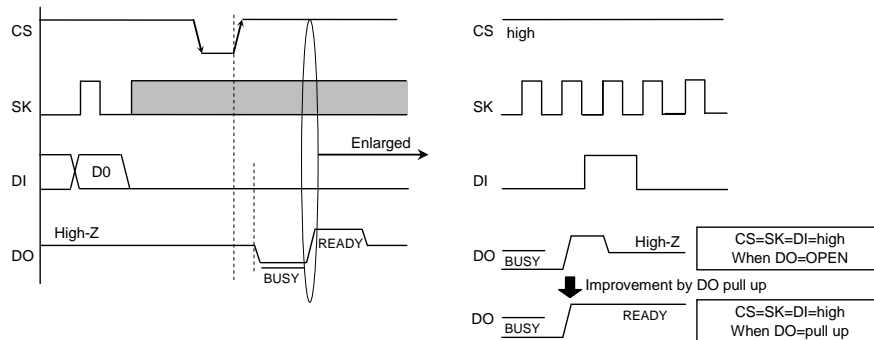 CS
SK
DI
D0
Enlarged
High-Z
DO
READY
BUSY
CS high
SK
DI
DO
BUSY
High-Z
CS=SK=DI=high
When DO=OPEN
Improvement by DO pull up
DO
BUSY
READY
CS=SK=DI=high
When DO=pull up